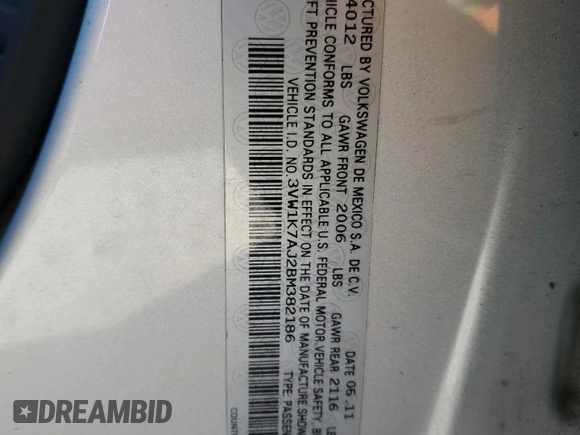 CTURED BY VOLKSWAGEN DE MEXICO S.A. DE C.V. DATE 05.11
4012 LBS GAWR FRONT 2006 LBS GAWR REAR 2116
HICLE CONFORMS TO ALL APPLICABLE U.S. FEDERAL MOTOR VEHICLE SAFETY,
FT PREVENTION STANDARDS IN EFFECT ON THE DATE OF MANUFACTURE SHOW
VEHICLE I.D. NO. 3VW1K7AJ2BM382186 TYPE: PASSEN
COUNT
DREAMBID